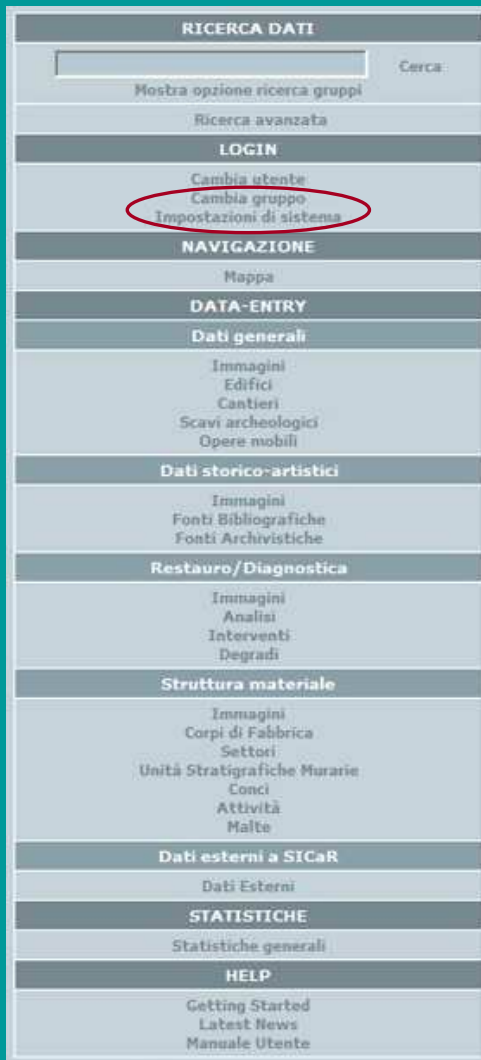 RICERCA DATI
Cerca
Mostra opzione ricerca gruppi
Ricerca avanzata
LOGIN
Cambia utente
Cambia gruppo
Impostazioni di sistema
NAVIGAZIONE
Mappa
DATA-ENTRY
Dati generali
Immagini
Edifici
Cantieri
Scavi archeologici
Opere mobili
Dati storico-artistici
Immagini
Fonti Bibliografiche
Fonti Archivistiche
Restauro/Diagnostica
Immagini
Analisi
Interventi
Degradi
Struttura materiale
Immagini
Corpi di Fabbrica
Settori
Unità Stratigrafiche Murarie
Conci
Attività
Malte
Dati esterni a SICaR
Dati Esterni
STATISTICHE
Statistiche generali
HELP
Getting Started
Latest News
Manuale Utente